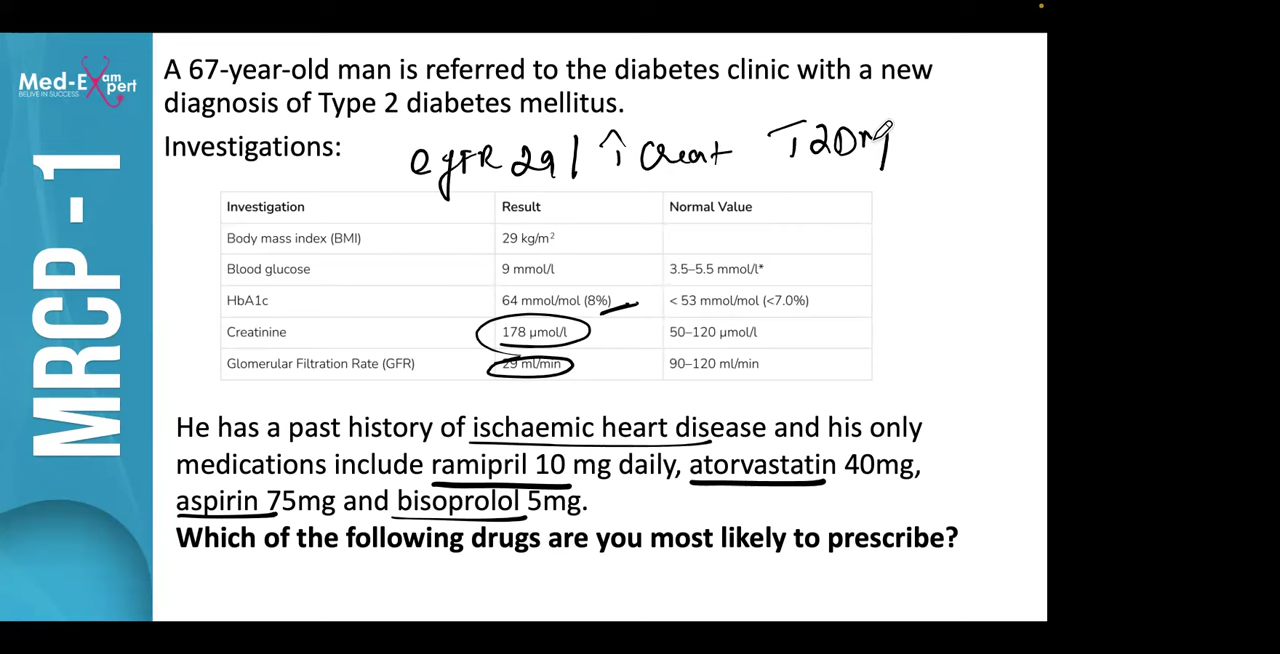 Med-Exam Expert
BELIVE IN SUCCESS
MRCP -1
A 67-year-old man is referred to the diabetes clinic with a new
diagnosis of Type 2 diabetes mellitus.
Investigations:
egFR 29 / ↑ Creat T2DM
Investigation Result Normal Value
Body mass index (BMI) 29 kg/m²
Blood glucose 9 mmol/l 3.5–5.5 mmol/l*
HbA1c 64 mmol/mol (8%) < 53 mmol/mol (<7.0%)
Creatinine 178 µmol/l 50–120 µmol/l
Glomerular Filtration Rate (GFR) 29 ml/min 90–120 ml/min
He has a past history of ischaemic heart disease and his only
medications include ramipril 10 mg daily, atorvastatin 40mg,
aspirin 75mg and bisoprolol 5mg.
Which of the following drugs are you most likely to prescribe?